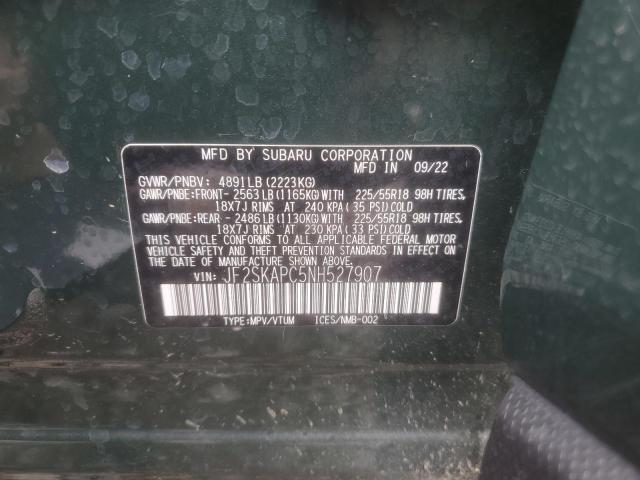 MFD BY SUBARU CORPORATION
MFD IN 09/22
GVWR/PNBV: 4891LB(2223KG)
GAWR/PNBE:FRONT-2563LB(1165KG)WITH 225/55R18 98H TIRES,
18X7J RIMS AT 240 KPA(35 PSI)COLD
GAWR/PNBE:REAR -2486LB(1130KG)WITH 225/55R18 98H TIRES,
18X7J RIMS AT 230 KPA(33 PSI)COLD
THIS VEHICLE CONFORMS TO ALL APPLICABLE FEDERAL MOTOR
VEHICLE SAFETY AND THEFT PREVENTION STANDARDS IN
EFFECT ON THE DATE OF MANUFACTURE SHOWN ABOVE.
VIN: JF2SKAPC5NH527907
TYPE:MPV/VTUM ICES/NMB-002